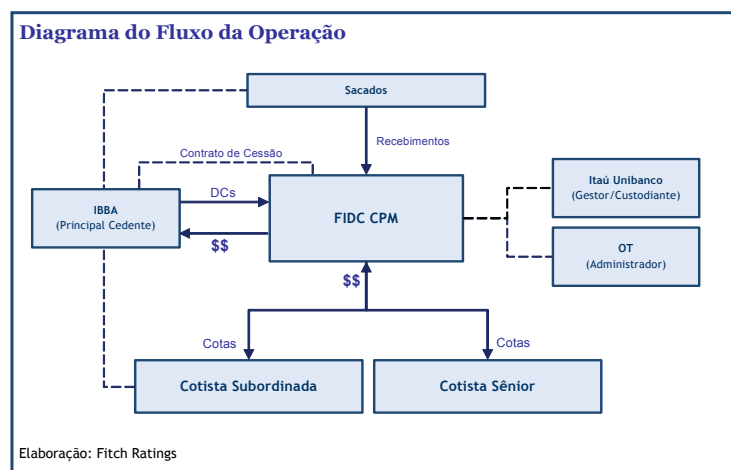 Diagrama do Fluxo da Operação
Sacados
Recebimentos
Contrato de Cessão
IBBA
(Principal Cedente)
DCs
$$
FIDC CPM
Itaú Unibanco
(Gestor/Custodiante)
OT
(Administrador)
$$
Cotas
Cotas
Cotista Subordinada
Cotista Sênior
Elaboração: Fitch Ratings